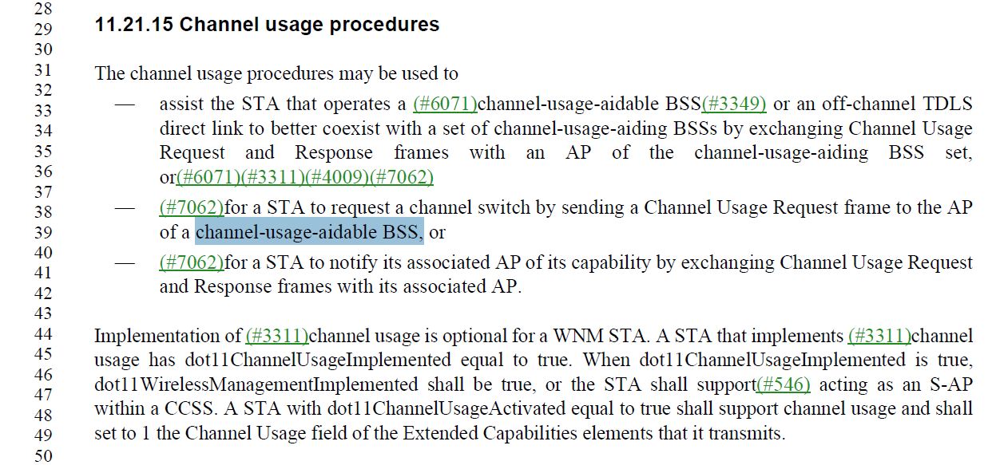 28
29 11.21.15 Channel usage procedures
30
31 The channel usage procedures may be used to
32
33 — assist the STA that operates a (#6071)channel-usage-aidable BSS(#3349) or an off-channel TDLS
34 direct link to better coexist with a set of channel-usage-aiding BSSs by exchanging Channel Usage
35 Request and Response frames with an AP of the channel-usage-aiding BSS set,
36 or(#6071)(#3311)(#4009)(#7062)
37
38 — (#7062)for a STA to request a channel switch by sending a Channel Usage Request frame to the AP
39 of a channel-usage-aidable BSS, or
40
41 — (#7062)for a STA to notify its associated AP of its capability by exchanging Channel Usage Request
42 and Response frames with its associated AP.
43
44 Implementation of (#3311)channel usage is optional for a WNM STA. A STA that implements (#3311)channel
45 usage has dot11ChannelUsageImplemented equal to true. When dot11ChannelUsageImplemented is true,
46
47 dot11WirelessManagementImplemented shall be true, or the STA shall support(#546) acting as an S-AP
48 within a CCSS. A STA with dot11ChannelUsageActivated equal to true shall support channel usage and shall
49 set to 1 the Channel Usage field of the Extended Capabilities elements that it transmits.
50